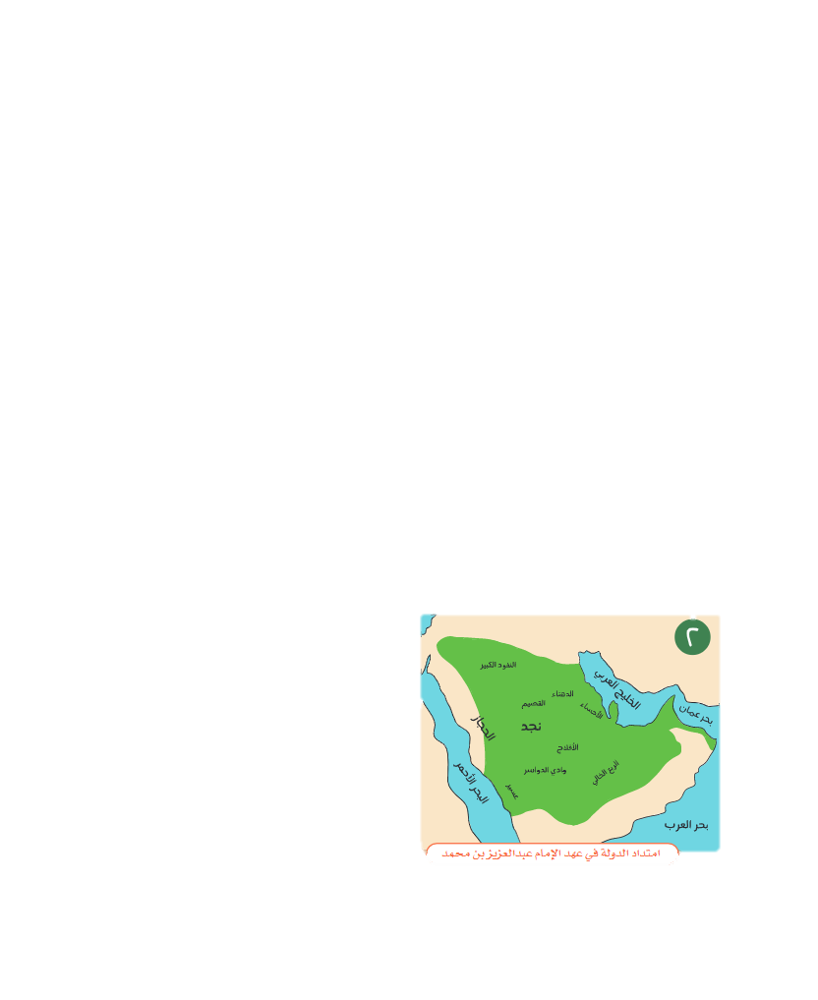 ٢
النفود الكبير
الخليج العربي
الدهناء
القصيم
الأحساء
بحر عمان
الحجاز
نجد
الأفلاج
وادي الدواسر
الربع الخالي
البحر الأحمر
عسير
بحر العرب
امتداد الدولة في عهد الإمام عبدالعزيز بن محمد